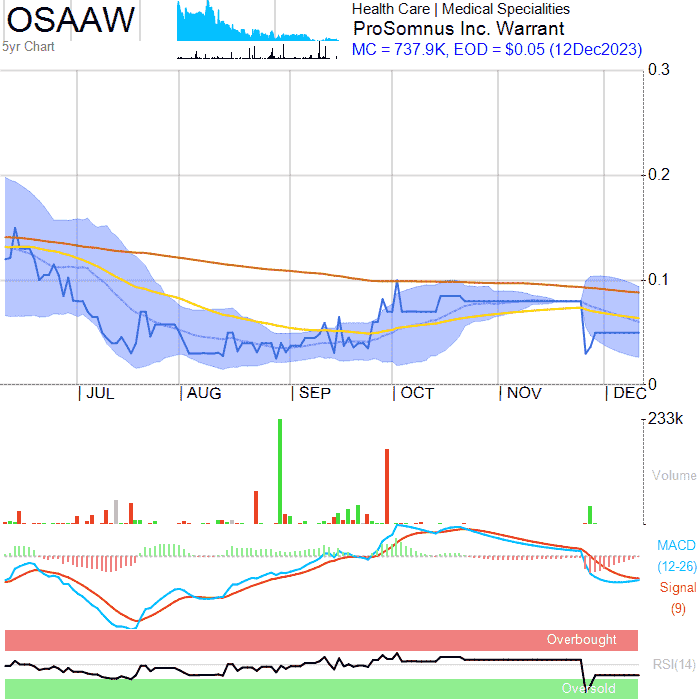 OSAAW
5yr Chart
Health Care | Medical Specialities
ProSomnus Inc. Warrant
MC = 737.9K, EOD = $0.05 (12Dec2023)
0.3
0.2
0.1
0
| JUL | AUG | SEP | OCT | NOV | DEC
233k
Volume
MACD
(12-26)
Signal
(9)
Overbought
RSI(14)
Oversold